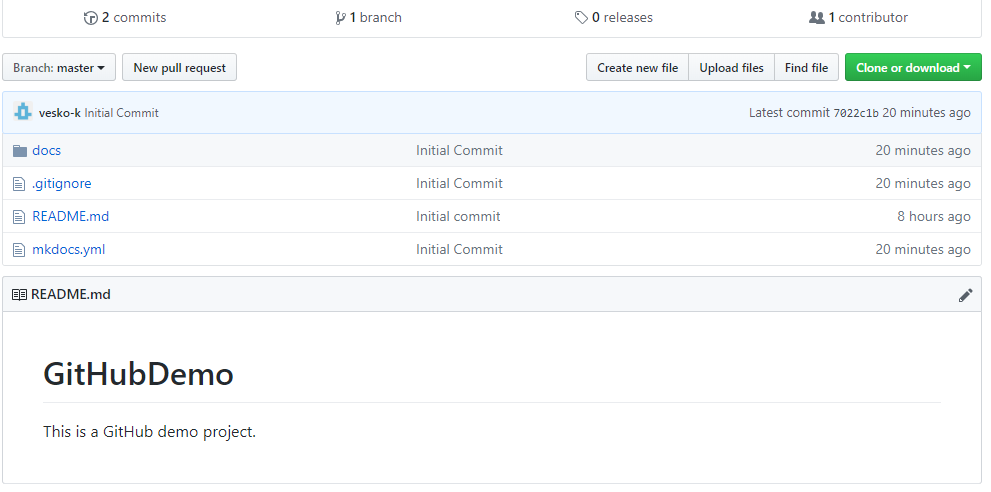 2 commits 1 branch 0 releases 1 contributor
Branch: master New pull request Create new file Upload files Find file Clone or download
vesko-k Initial Commit Latest commit 7022c1b 20 minutes ago
docs Initial Commit 20 minutes ago
.gitignore Initial Commit 20 minutes ago
README.md Initial commit 8 hours ago
mkdocs.yml Initial Commit 20 minutes ago
README.md
GitHubDemo
This is a GitHub demo project.